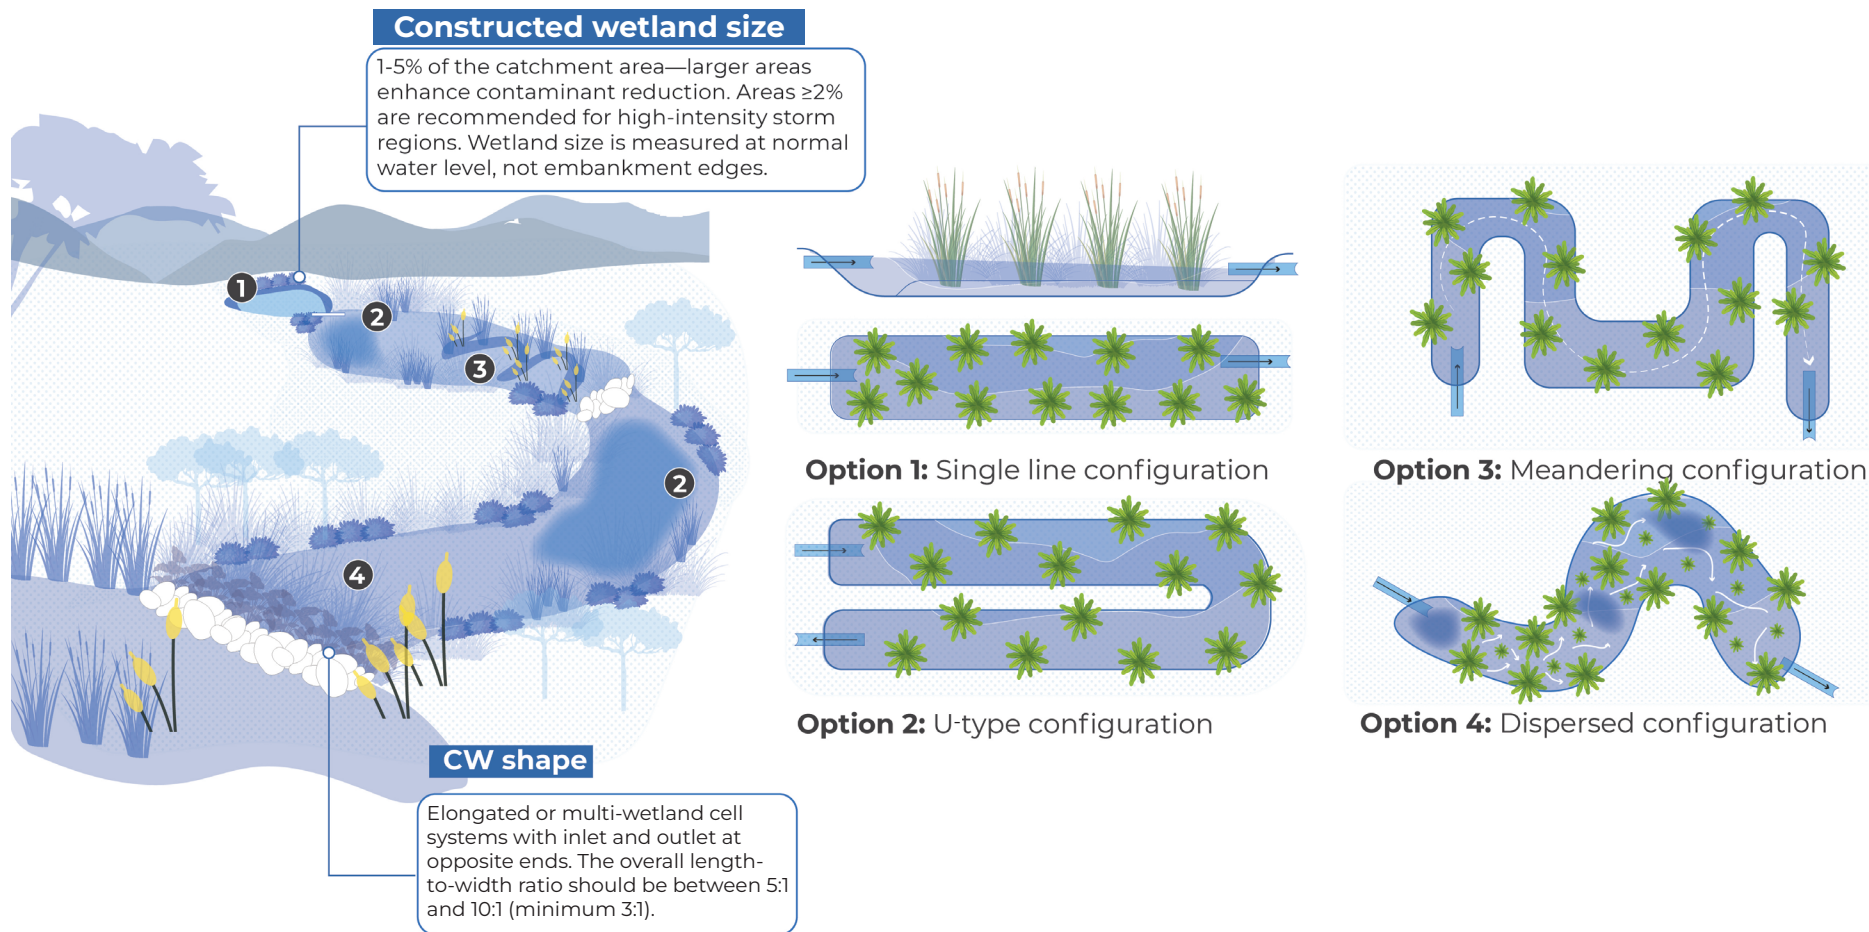 Constructed wetland size
1-5% of the catchment area—larger areas
enhance contaminant reduction. Areas ≥2%
are recommended for high-intensity storm
regions. Wetland size is measured at normal
water level, not embankment edges.
1
2
3
2
4
CW shape
Elongated or multi-wetland cell
systems with inlet and outlet at
opposite ends. The overall length-
to-width ratio should be between 5:1
and 10:1 (minimum 3:1).
Option 1: Single line configuration
Option 2: U-type configuration
Option 3: Meandering configuration
Option 4: Dispersed configuration